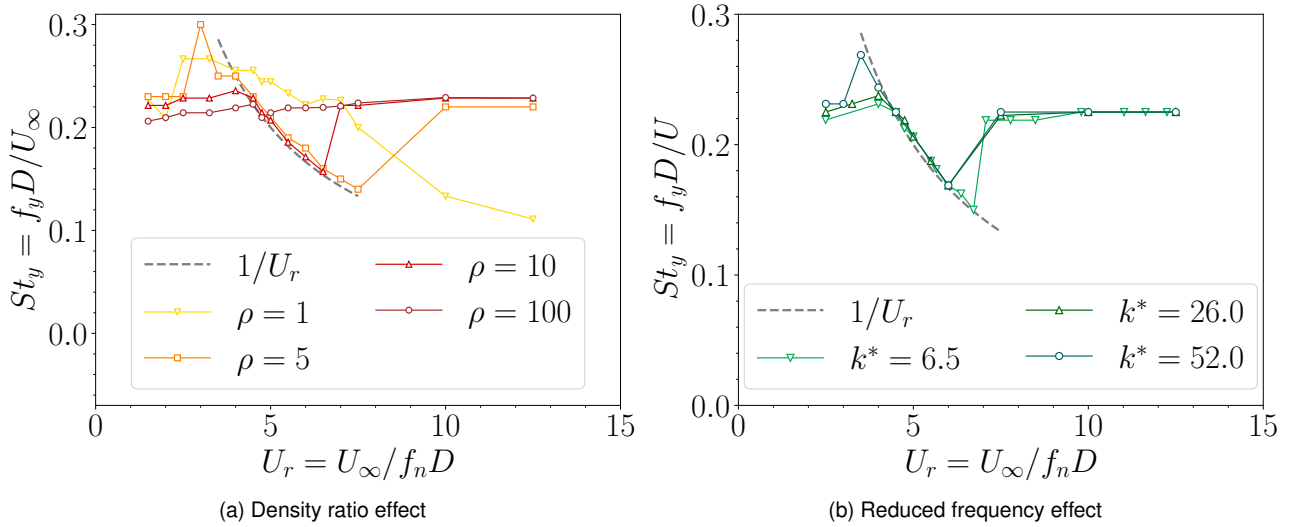 0.3
0.2
0.1
0.0
St_y = f_y D/U_∞
1/U_r
ρ = 1
ρ = 5
ρ = 10
ρ = 100
0 5 10 15
U_r = U_∞/f_n D
(a) Density ratio effect
0.3
0.2
0.1
0.0
St_y = f_y D/U
1/U_r
k* = 6.5
k* = 26.0
k* = 52.0
0 5 10 15
U_r = U_∞/f_n D
(b) Reduced frequency effect